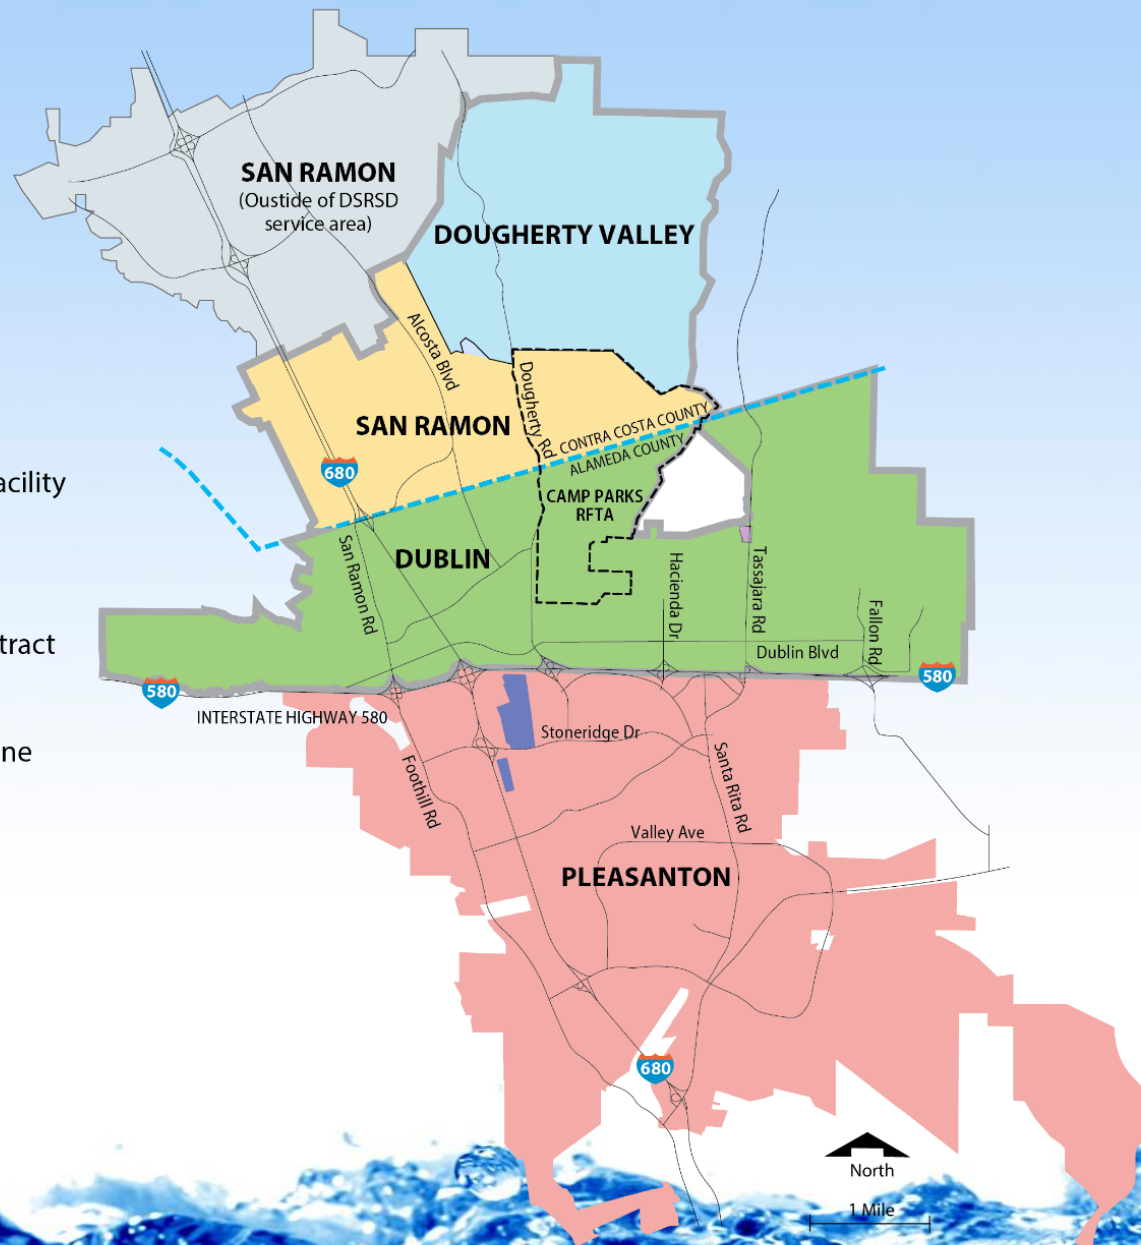 SAN RAMON
(Oustide of DSRSD
service area)
DOUGHERTY VALLEY
Alcosta Blvd
Dougherty Rd
SAN RAMON
CONTRA COSTA COUNTY
ALAMEDA COUNTY
680
acility
CAMP PARKS
RFTA
DUBLIN
San Ramon Rd
Hacienda Dr
Tassajara Rd
Fallon Rd
tract
Dublin Blvd
580
580
INTERSTATE HIGHWAY 580
Stoneridge Dr
ne
Foothill Rd
Santa Rita Rd
Valley Ave
PLEASANTON
680
North
1 Mile